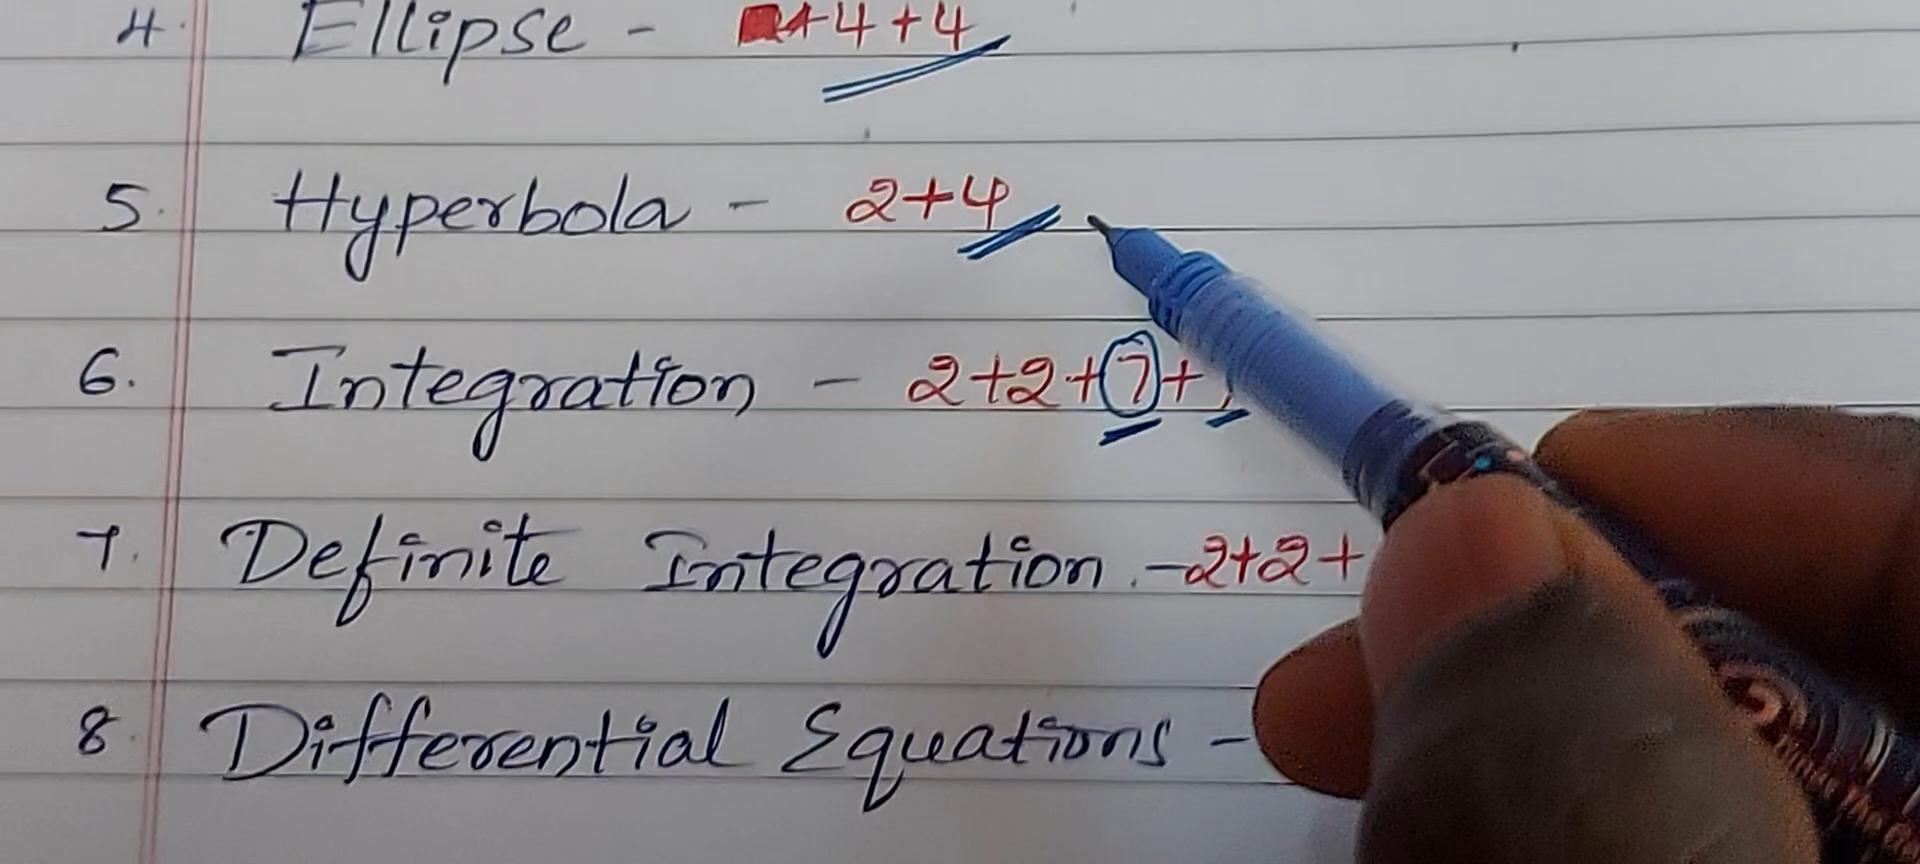 4. Ellipse - +4+4
5. Hyperbola - 2+4
6. Integration - 2+2+7+
7. Definite Integration. -2+2+
8. Differential Equations -